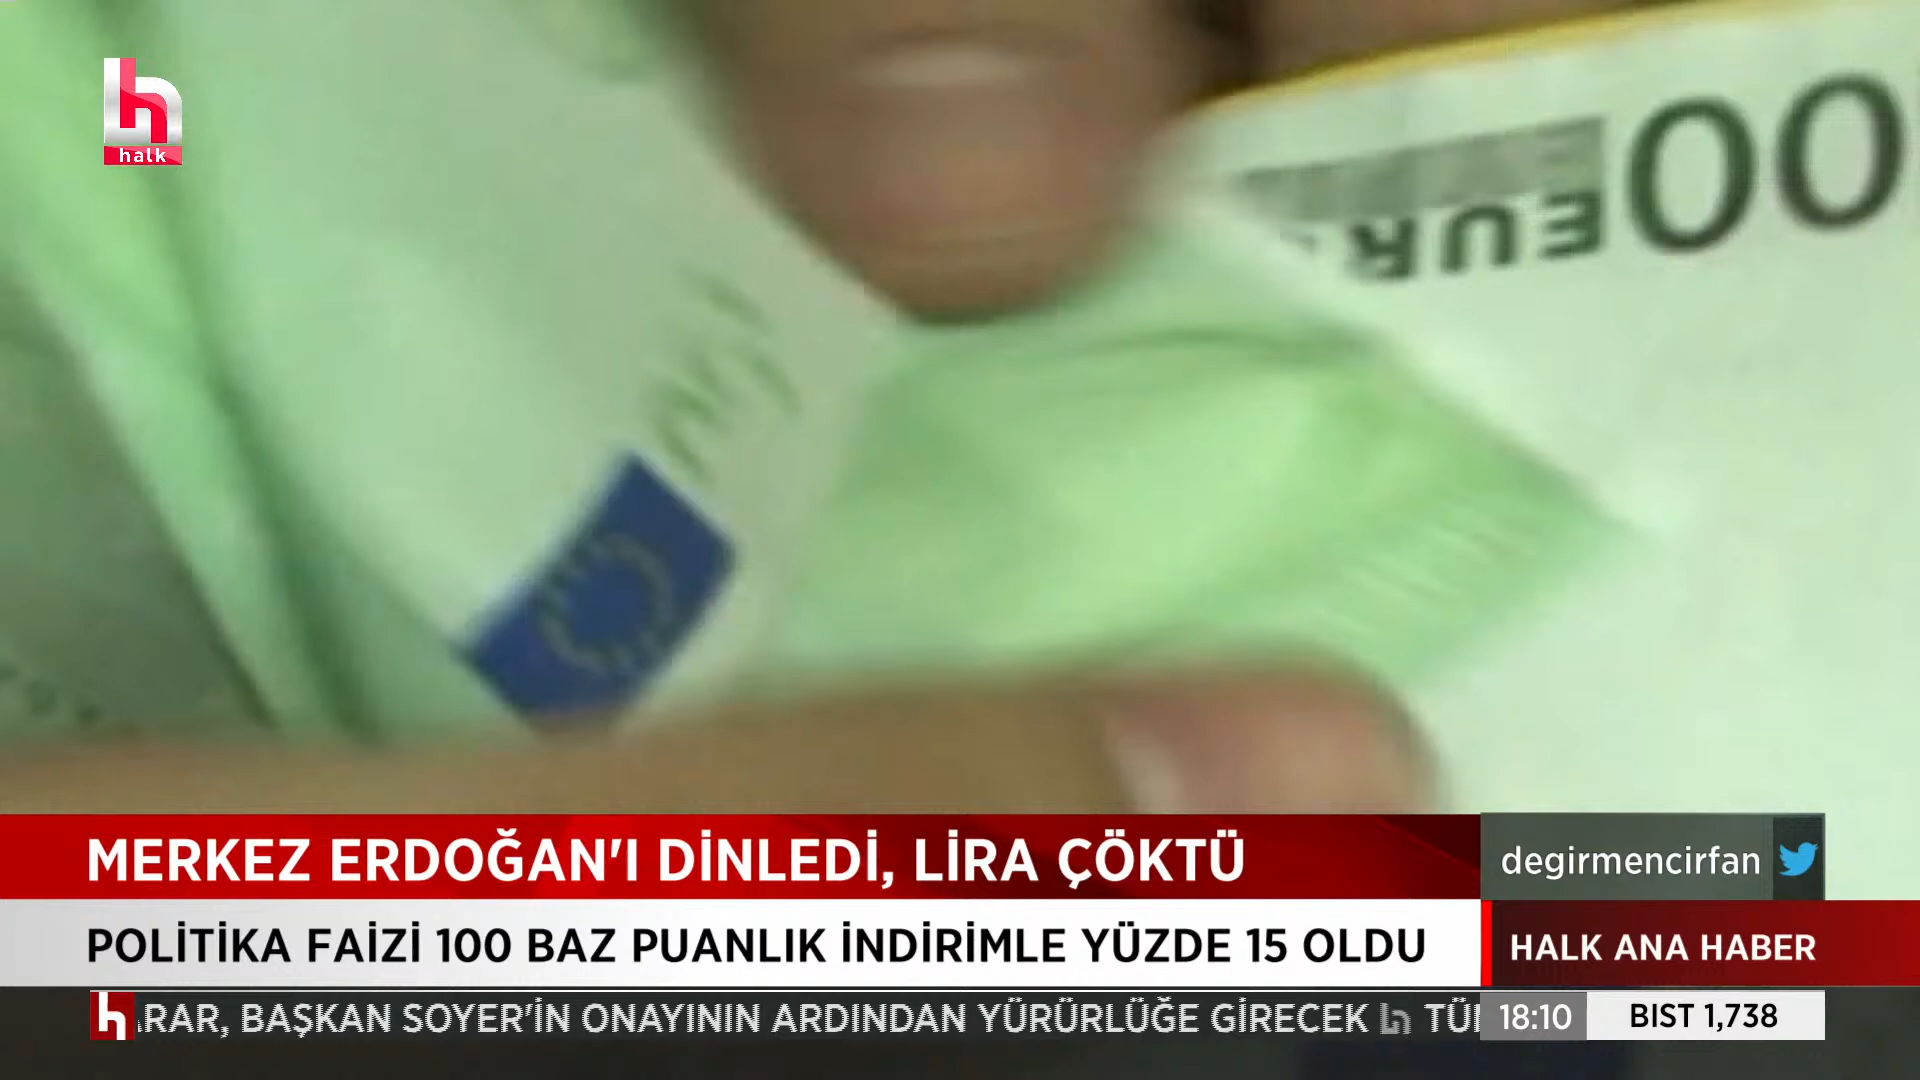 h
halk
00
EUR
MERKEZ ERDOĞAN'I DİNLEDİ, LİRA ÇÖKTÜ
degirmencirfan
POLİTİKA FAİZİ 100 BAZ PUANLIK İNDİRİMLE YÜZDE 15 OLDU
HALK ANA HABER
h ARAR, BAŞKAN SOYER'İN ONAYININ ARDINDAN YÜRÜRLÜĞE GİRECEK h
18:10
BIST 1,738